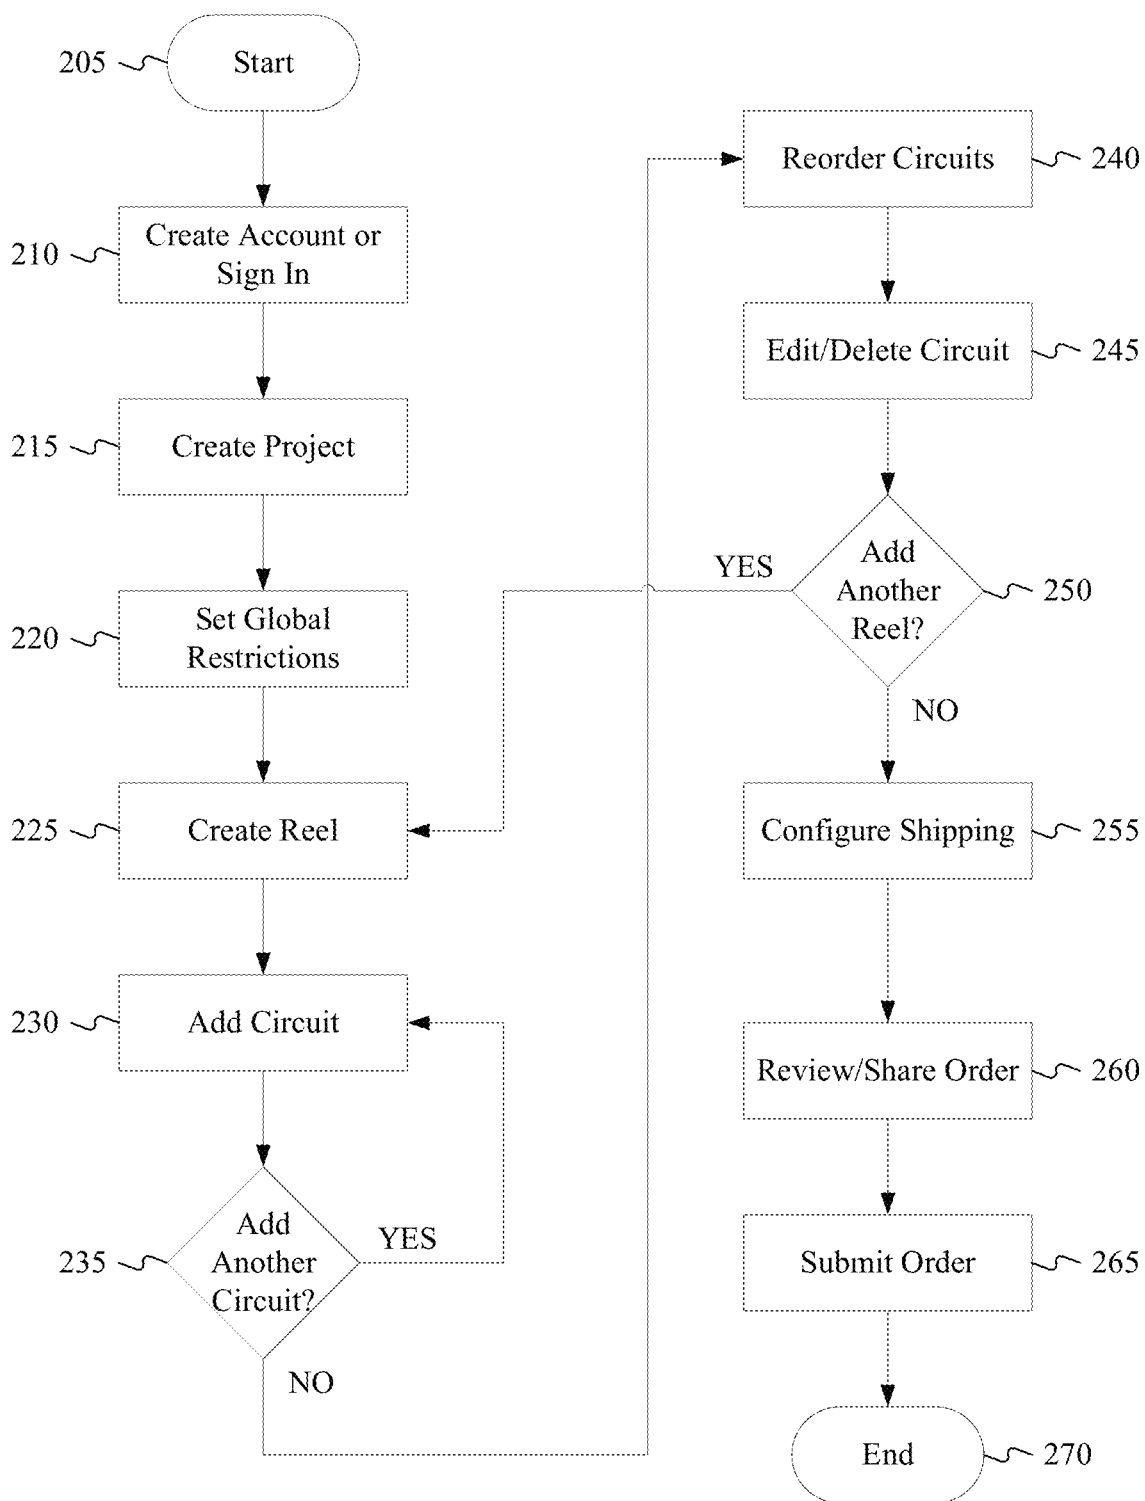 205
Start
210
Create Account or
Sign In
215
Create Project
220
Set Global
Restrictions
225
Create Reel
230
Add Circuit
235
Add
Another
Circuit?
YES
NO
Reorder Circuits
240
Edit/Delete Circuit
245
YES
Add
Another
Reel?
250
NO
Configure Shipping
255
Review/Share Order
260
Submit Order
265
End
270